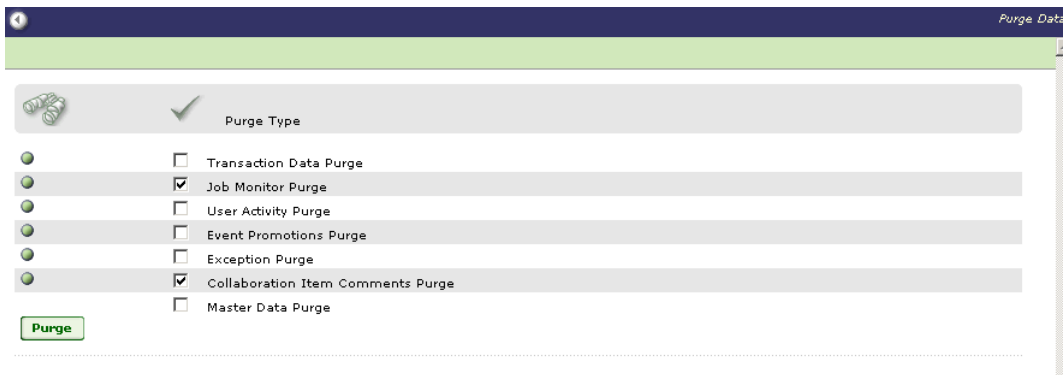 Purge Data
Purge Type
Transaction Data Purge
Job Monitor Purge
User Activity Purge
Event Promotions Purge
Exception Purge
Collaboration Item Comments Purge
Master Data Purge
Purge